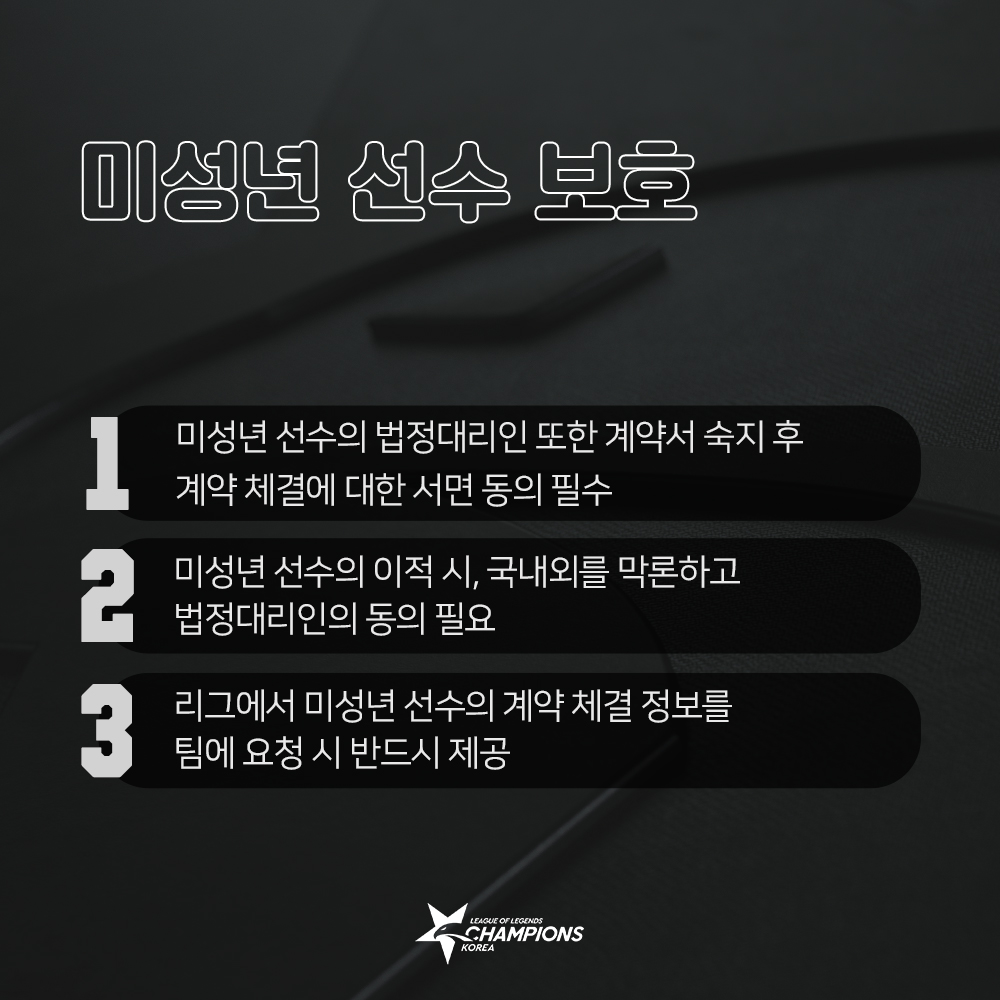 미성년 선수 보호
1
미성년 선수의 법정대리인 또한 계약서 숙지 후
계약 체결에 대한 서면 동의 필수
2
미성년 선수의 이적 시, 국내외를 막론하고
법정대리인의 동의 필요
3
리그에서 미성년 선수의 계약 체결 정보를
팀에 요청 시 반드시 제공
LEAGUE OF LEGENDS
CHAMPIONS
KOREA